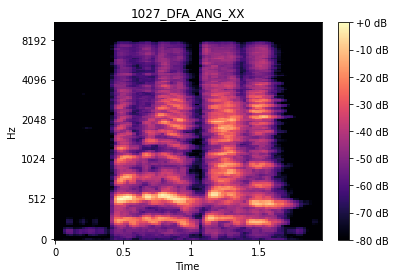 1027_DFA_ANG_XX
+0 dB
8192
-10 dB
4096
-20 dB
-30 dB
2048
Hz
-40 dB
1024
-50 dB
512
-60 dB
-70 dB
0
-80 dB
0
0.5
1
1.5
Time